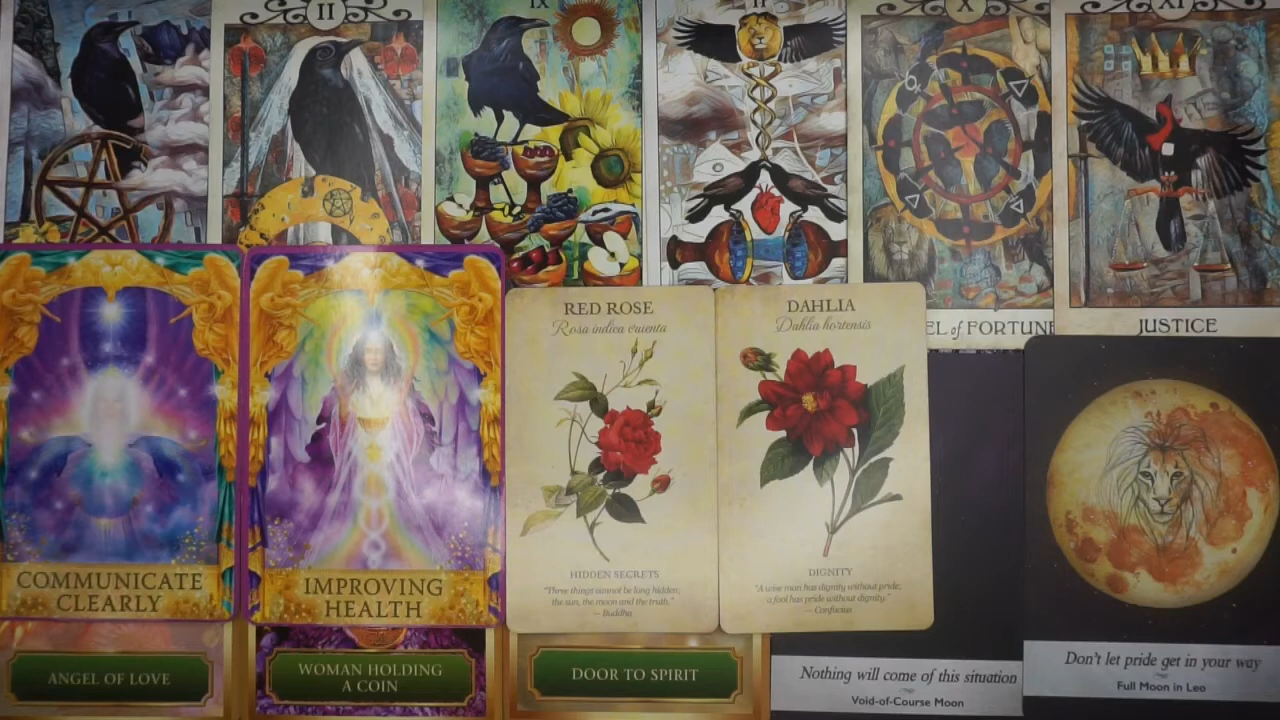 II
IX
II
X
XI
EL of FORTUNE
JUSTICE
COMMUNICATE
CLEARLY
IMPROVING
HEALTH
RED ROSE
Rosa indica cruenta
HIDDEN SECRETS
"Three things cannot be long hidden;
the sun, the moon and the truth."
— Buddha
DAHLIA
Dahlia hortensis
DIGNITY
"A wise man has dignity without pride;
a fool has pride without dignity."
— Confucius
ANGEL OF LOVE
WOMAN HOLDING
A COIN
DOOR TO SPIRIT
Nothing will come of this situation
Void-of-Course Moon
Don't let pride get in your way
Full Moon in Leo